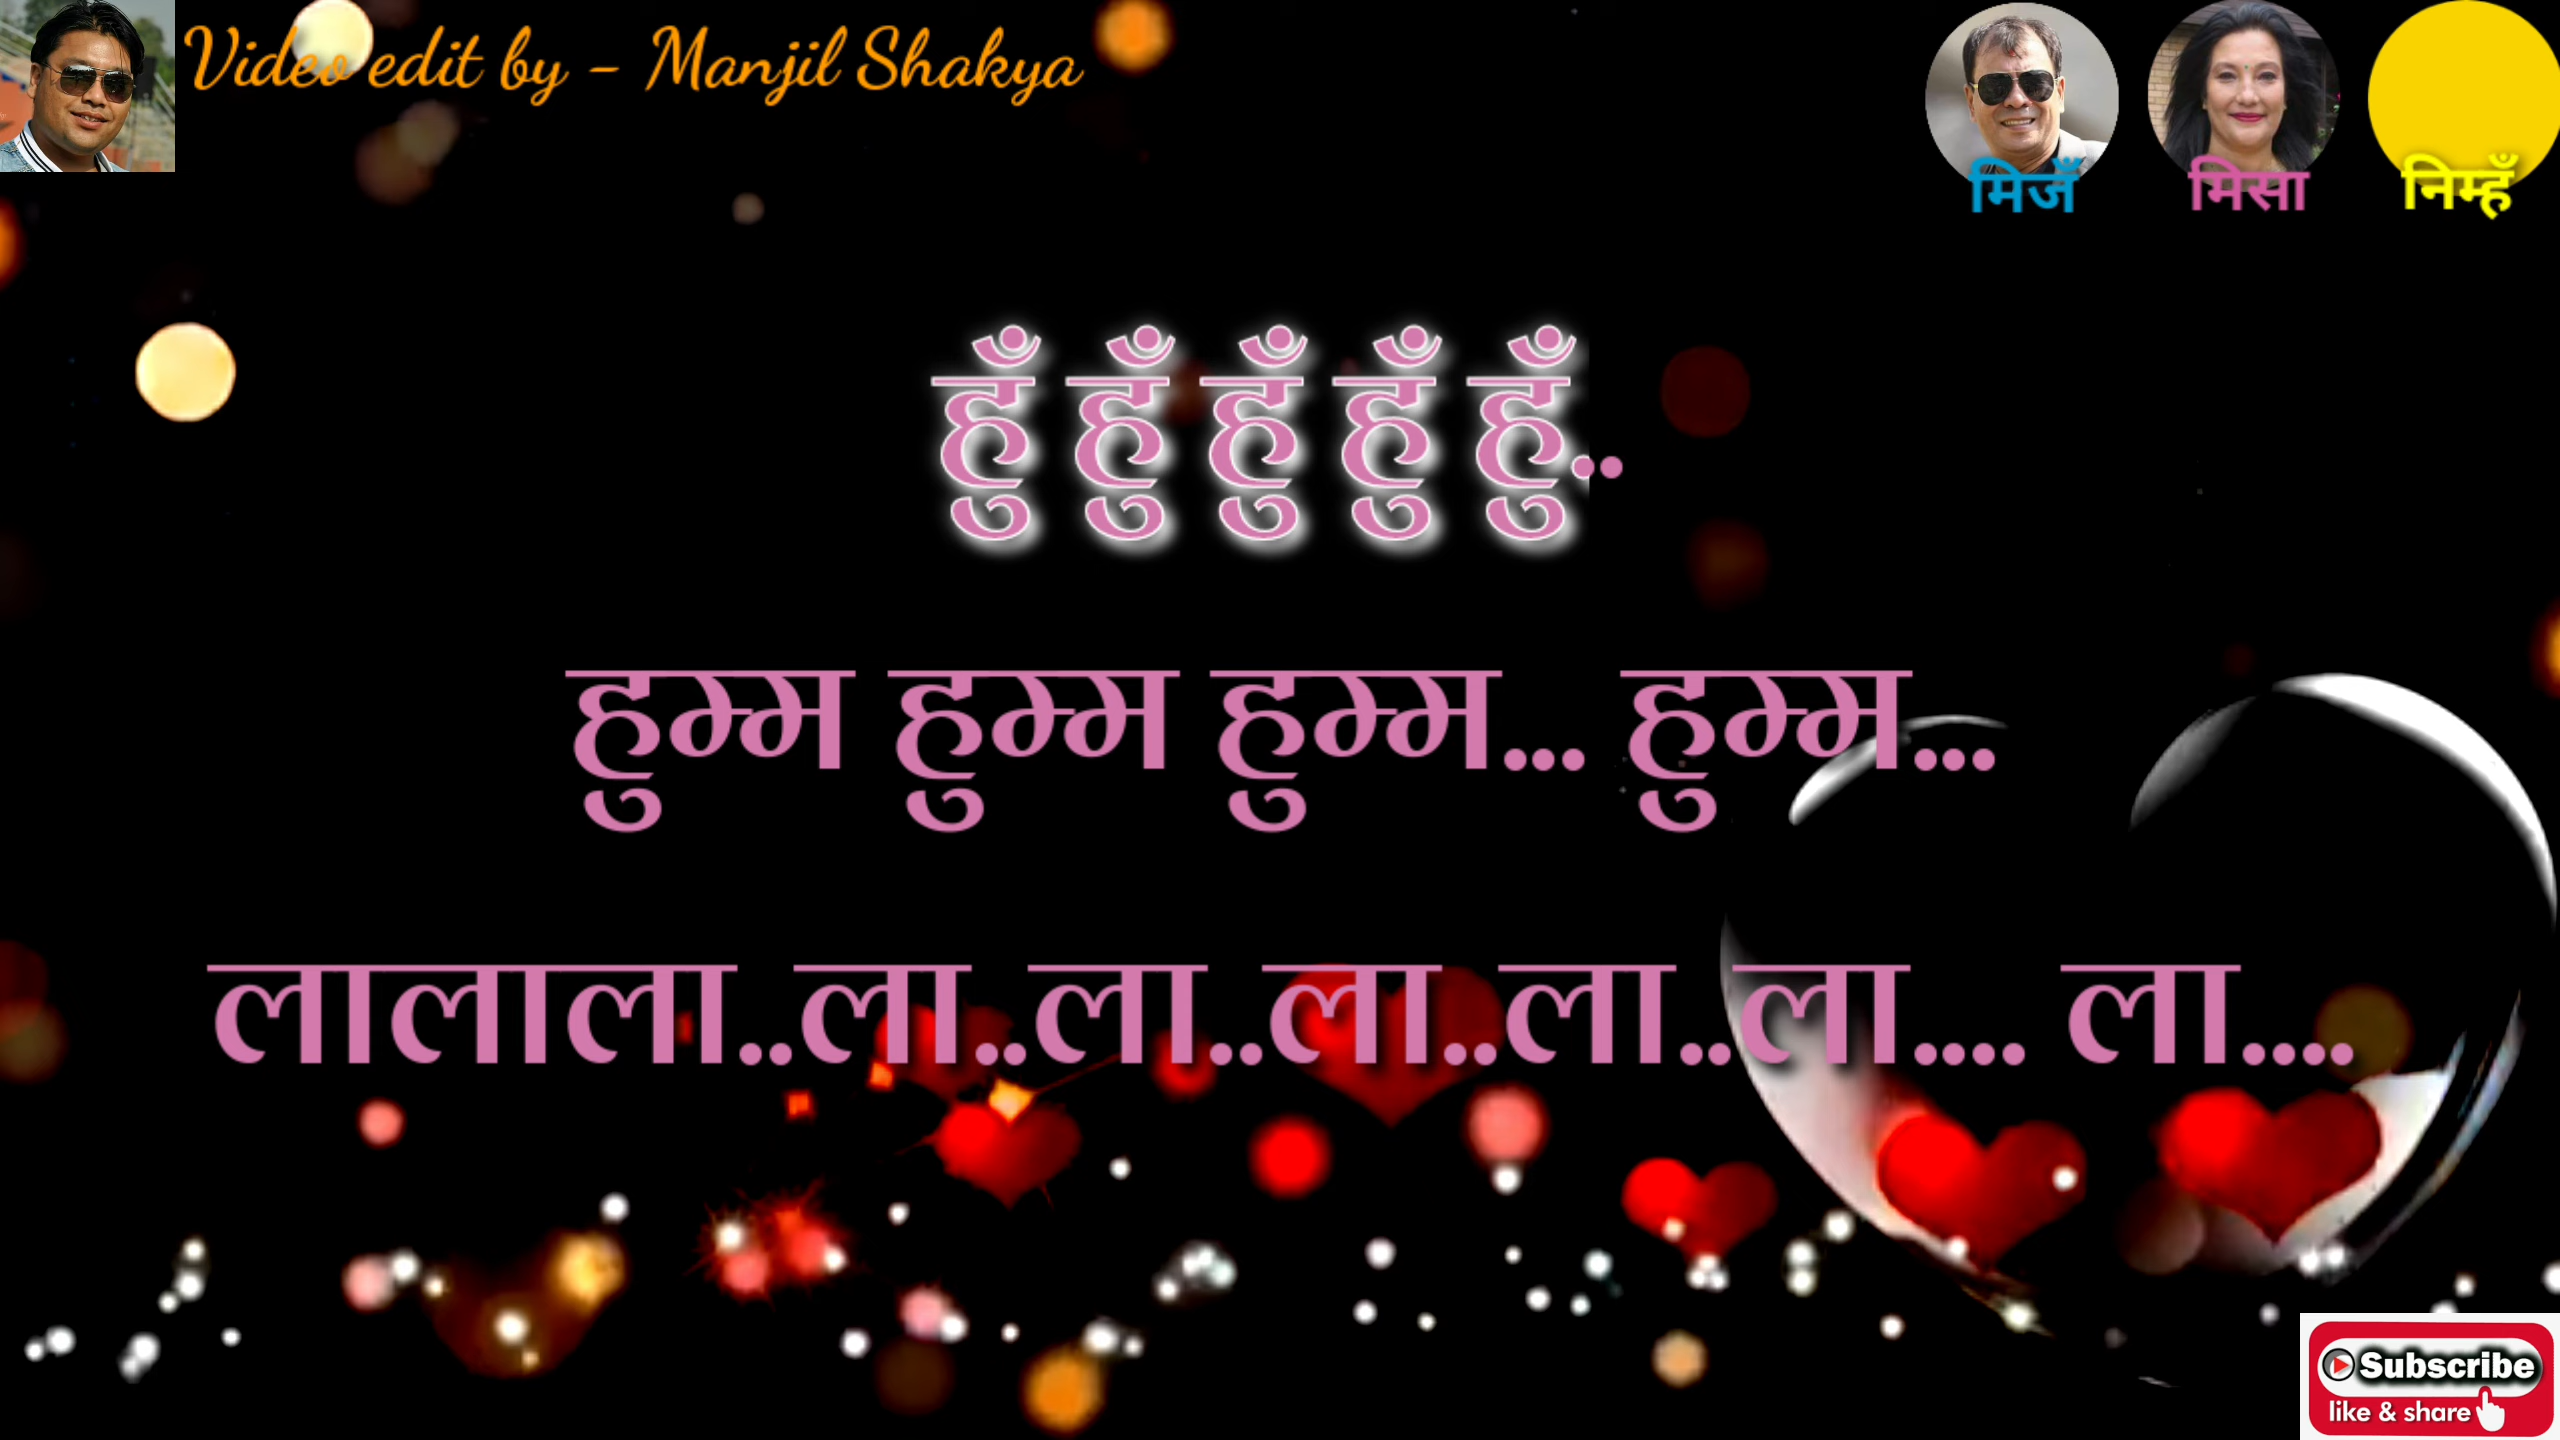 Video edit by - Manjil Shakya
मिजँ मिसा निम्हँ
हुँ हुँ हुँ हुँ हुँ..
हुम्म हुम्म हुम्म... हुम्म...
लालाला..ला..ला..ला..ला..ला.... ला....
Subscribe
like & share